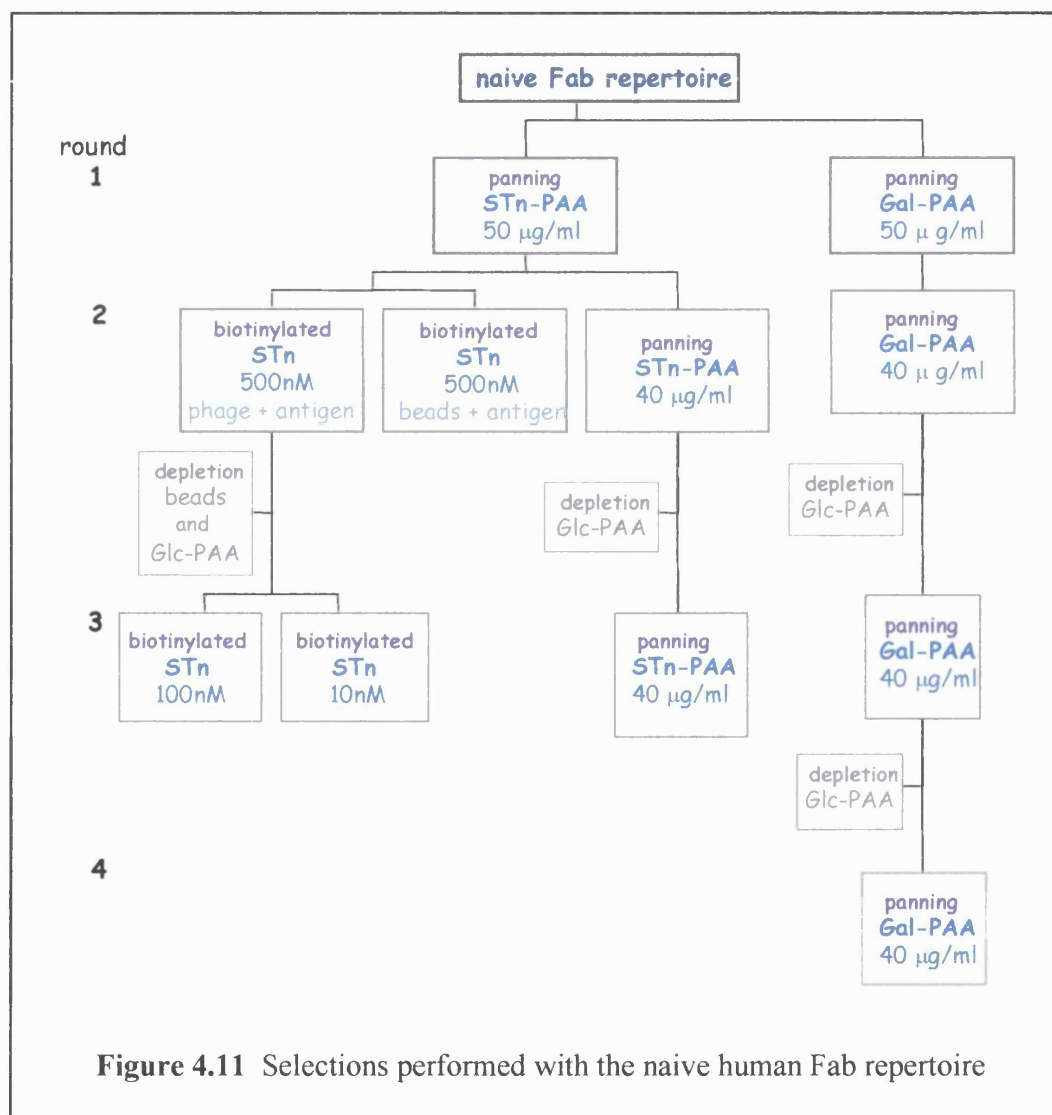 naive Fab repertoire
round
1
panning
STn-PAA
50 μg/ml
panning
Gal-PAA
50 μ g/ml
2
biotinylated
STn
500nM
phage + antigen
biotinylated
STn
500nM
beads + antigen
panning
STn-PAA
40 μg/ml
panning
Gal-PAA
40 μ g/ml
depletion
beads
and
Glc-PAA
depletion
Glc-PAA
depletion
Glc-PAA
3
biotinylated
STn
100nM
biotinylated
STn
10nM
panning
STn-PAA
40 μg/ml
panning
Gal-PAA
40 μg/ml
depletion
Glc-PAA
4
panning
Gal-PAA
40 μg/ml
Figure 4.11 Selections performed with the naive human Fab repertoire